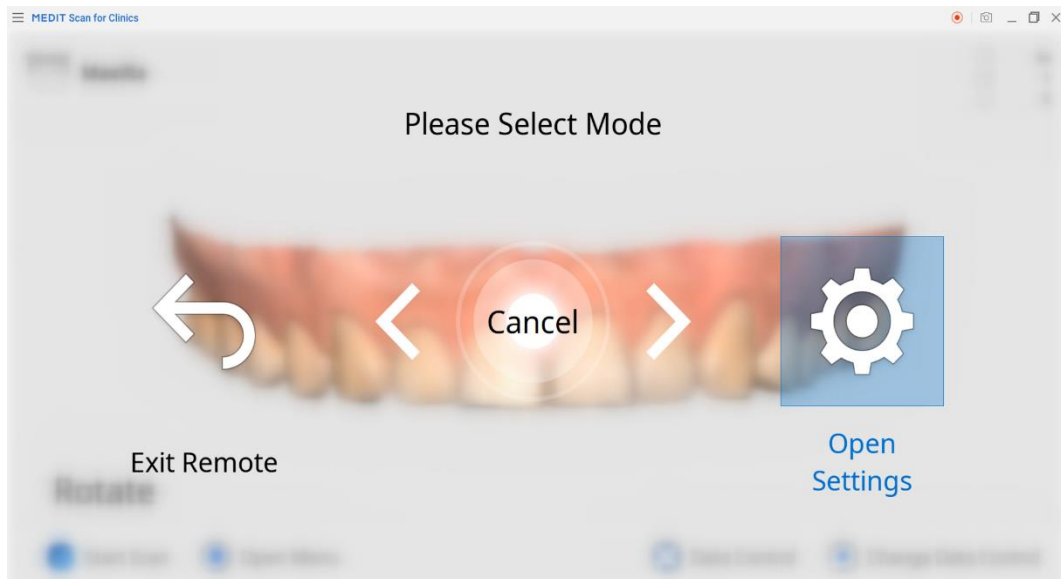 MEDIT Scan for Clinics
Please Select Mode
Cancel
Exit Remote
Open
Settings
Rotate